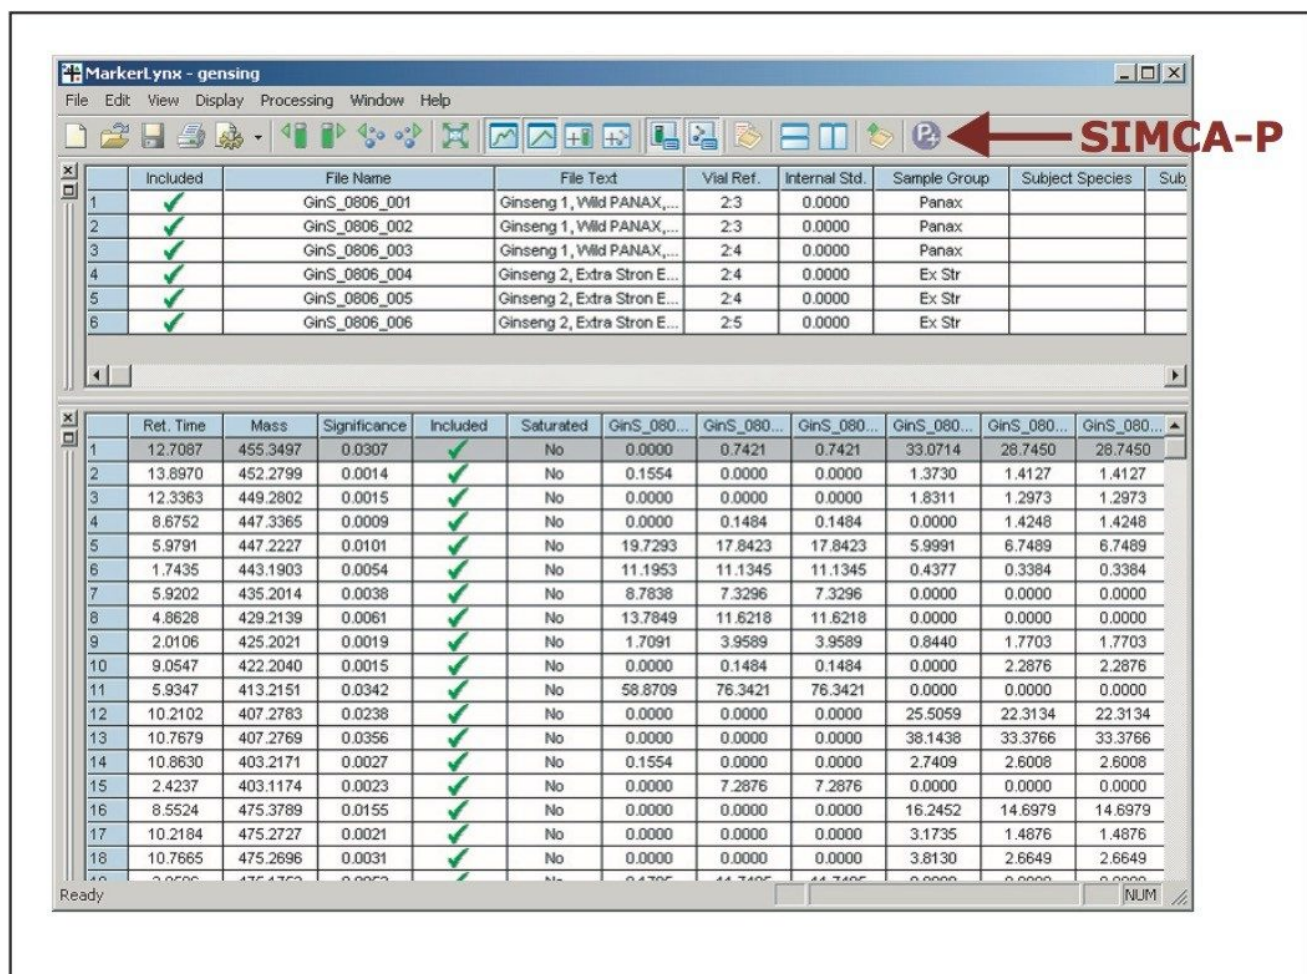 MarkerLynx - gensing
File Edit View Display Processing Window Help
SIMCA-P
Included File Name File Text Vial Ref. Internal Std. Sample Group Subject Species Subj
1 GinS_0806_001 Ginseng 1, Wild PANAX,... 2:3 0.0000 Panax
2 GinS_0806_002 Ginseng 1, Wild PANAX,... 2:3 0.0000 Panax
3 GinS_0806_003 Ginseng 1, Wild PANAX,... 2:4 0.0000 Panax
4 GinS_0806_004 Ginseng 2, Extra Stron E... 2:4 0.0000 Ex Str
5 GinS_0806_005 Ginseng 2, Extra Stron E... 2:4 0.0000 Ex Str
6 GinS_0806_006 Ginseng 2, Extra Stron E... 2:5 0.0000 Ex Str
Ret. Time Mass Significance Included Saturated GinS_080... GinS_080... GinS_080... GinS_080... GinS_080... GinS_080...
1 12.7087 455.3497 0.0307 No 0.0000 0.7421 0.7421 33.0714 28.7450 28.7450
2 13.8970 452.2799 0.0014 No 0.1554 0.0000 0.0000 1.3730 1.4127 1.4127
3 12.3363 449.2802 0.0015 No 0.0000 0.0000 0.0000 1.8311 1.2973 1.2973
4 8.6752 447.3365 0.0009 No 0.0000 0.1484 0.1484 0.0000 1.4248 1.4248
5 5.9791 447.2227 0.0101 No 19.7293 17.8423 17.8423 5.9991 6.7489 6.7489
6 1.7435 443.1903 0.0054 No 11.1953 11.1345 11.1345 0.4377 0.3384 0.3384
7 5.9202 435.2014 0.0038 No 8.7838 7.3296 7.3296 0.0000 0.0000 0.0000
8 4.8628 429.2139 0.0061 No 13.7849 11.6218 11.6218 0.0000 0.0000 0.0000
9 2.0106 425.2021 0.0019 No 1.7091 3.9589 3.9589 0.8440 1.7703 1.7703
10 9.0547 422.2040 0.0015 No 0.0000 0.1484 0.1484 0.0000 2.2876 2.2876
11 5.9347 413.2151 0.0342 No 58.8709 76.3421 76.3421 0.0000 0.0000 0.0000
12 10.2102 407.2783 0.0238 No 0.0000 0.0000 0.0000 25.5059 22.3134 22.3134
13 10.7679 407.2769 0.0356 No 0.0000 0.0000 0.0000 38.1438 33.3766 33.3766
14 10.8630 403.2171 0.0027 No 0.1554 0.0000 0.0000 2.7409 2.6008 2.6008
15 2.4237 403.1174 0.0023 No 0.0000 7.2876 7.2876 0.0000 0.0000 0.0000
16 8.5524 475.3789 0.0155 No 0.0000 0.0000 0.0000 16.2452 14.6979 14.6979
17 10.2184 475.2727 0.0021 No 0.0000 0.0000 0.0000 3.1735 1.4876 1.4876
18 10.7665 475.2696 0.0031 No 0.0000 0.0000 0.0000 3.8130 2.6649 2.6649
Ready NUM